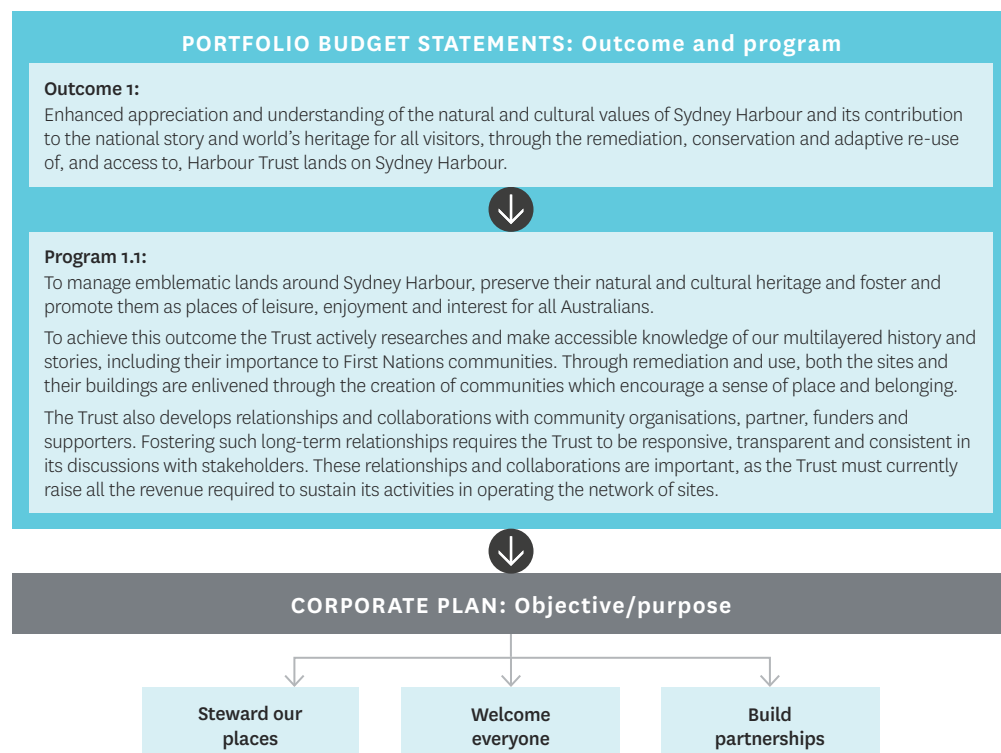 PORTFOLIO BUDGET STATEMENTS: Outcome and program
Outcome 1:
Enhanced appreciation and understanding of the natural and cultural values of Sydney Harbour and its contribution
to the national story and world's heritage for all visitors, through the remediation, conservation and adaptive re-use
of, and access to, Harbour Trust lands on Sydney Harbour.
Program 1.1:
To manage emblematic lands around Sydney Harbour, preserve their natural and cultural heritage and foster and
promote them as places of leisure, enjoyment and interest for all Australians.
To achieve this outcome the Trust actively researches and make accessible knowledge of our multilayered history and
stories, including their importance to First Nations communities. Through remediation and use, both the sites and
their buildings are enlivened through the creation of communities which encourage a sense of place and belonging.
The Trust also develops relationships and collaborations with community organisations, partner, funders and
supporters. Fostering such long-term relationships requires the Trust to be responsive, transparent and consistent in
its discussions with stakeholders. These relationships and collaborations are important, as the Trust must currently
raise all the revenue required to sustain its activities in operating the network of sites.
CORPORATE PLAN: Objective/purpose
Steward our
places
Welcome
everyone
Build
partnerships